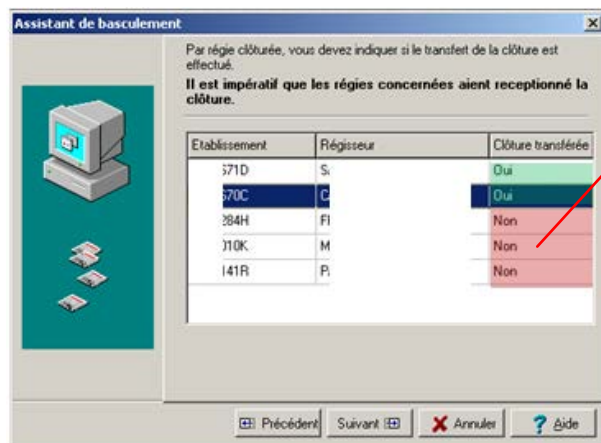 Assistant de basculement
Par régie clôturée, vous devez indiquer si le transfert de la clôture est
effectué.
Il est impératif que les régies concernées aient receptionné la
clôture.
Etablissement Régisseur Clôture transférée
571D S. Oui
570C C Oui
284H Fl Non
010K M Non
141R P. Non
Précédent Suivant Annuler ? Aide